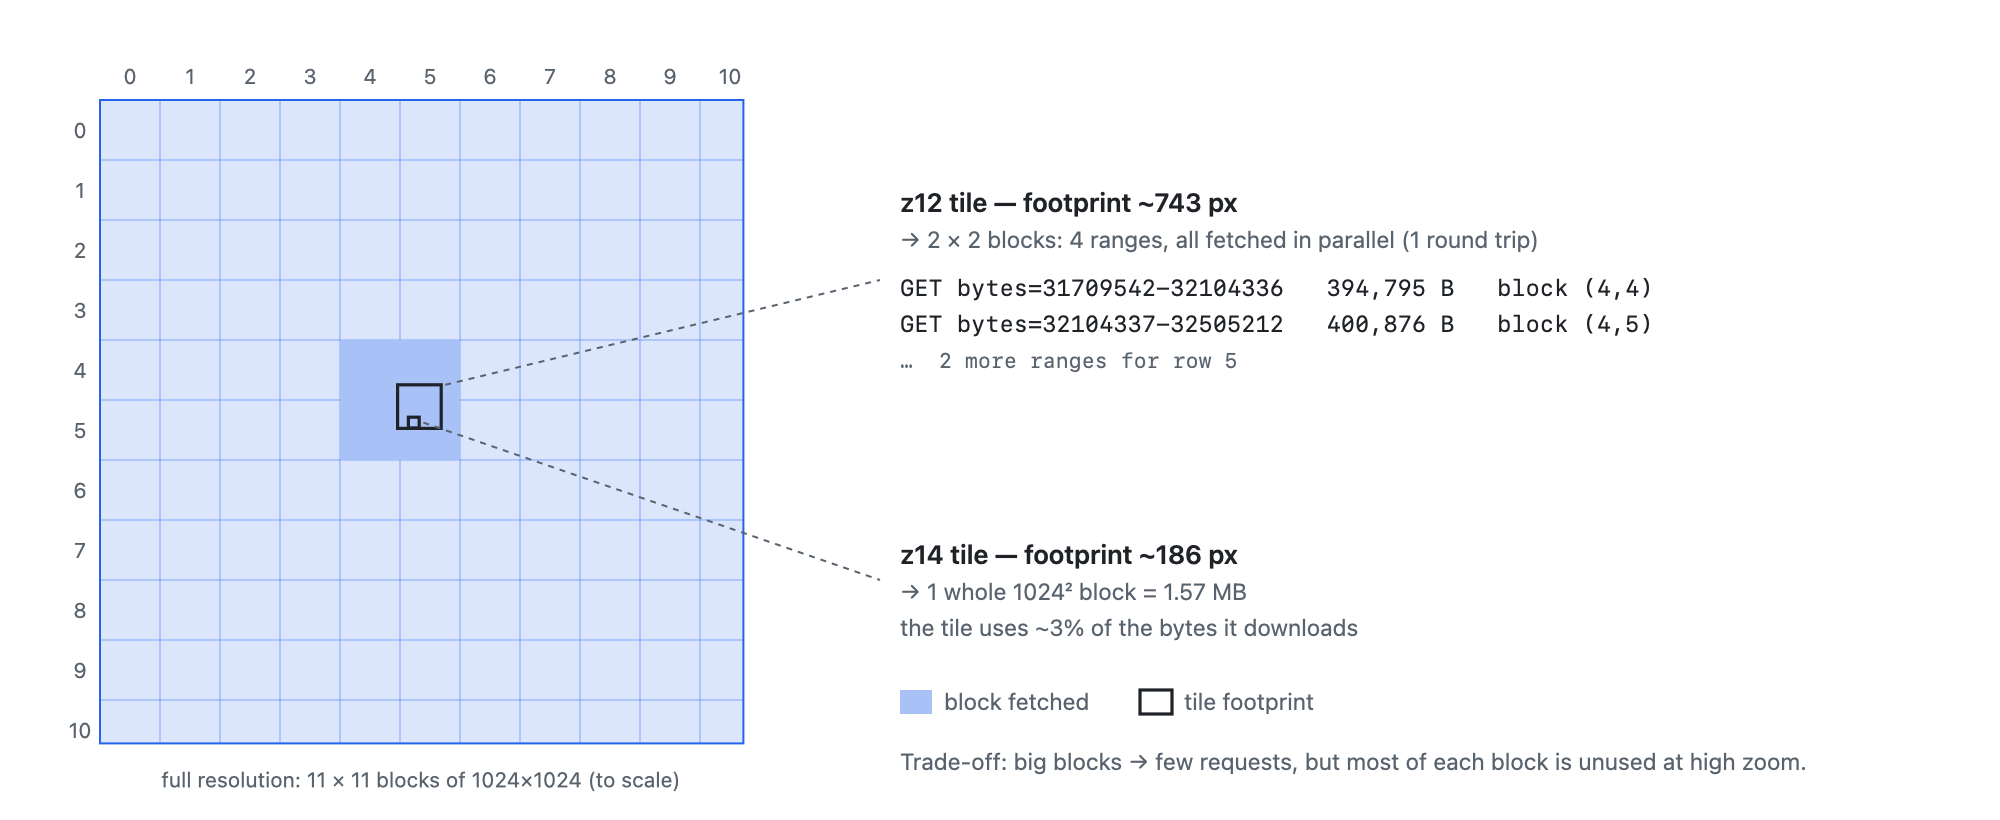 0 1 2 3 4 5 6 7 8 9 10
0
1
2
3
4
5
6
7
8
9
10
full resolution: 11 × 11 blocks of 1024×1024 (to scale)
z12 tile — footprint ~743 px
→ 2 × 2 blocks: 4 ranges, all fetched in parallel (1 round trip)
GET bytes=31709542–32104336 394,795 B block (4,4)
GET bytes=32104337–32505212 400,876 B block (4,5)
… 2 more ranges for row 5
z14 tile — footprint ~186 px
→ 1 whole 1024² block = 1.57 MB
the tile uses ~3% of the bytes it downloads
block fetched tile footprint
Trade-off: big blocks → few requests, but most of each block is unused at high zoom.